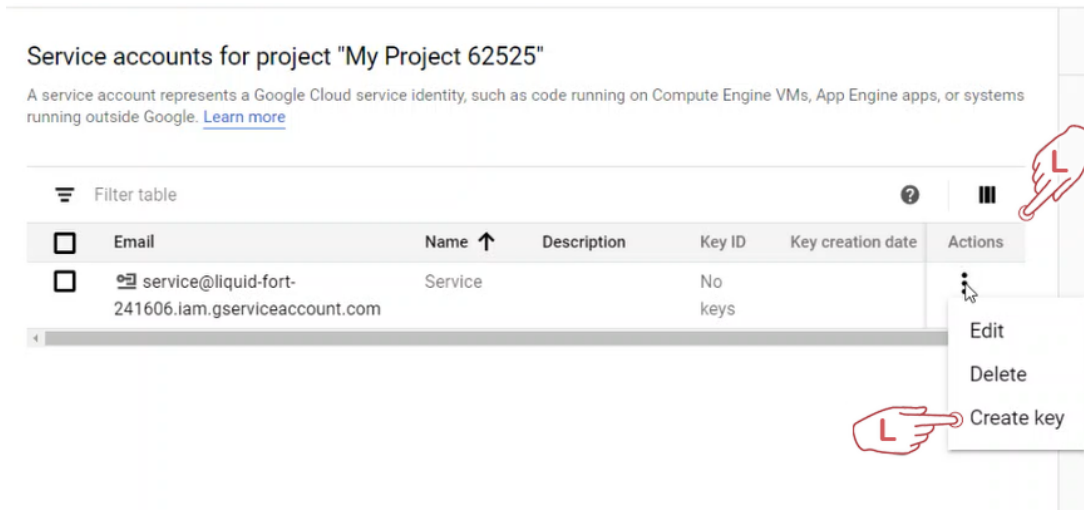 Service accounts for project "My Project 62525"
A service account represents a Google Cloud service identity, such as code running on Compute Engine VMs, App Engine apps, or systems
running outside Google. Learn more
L
Filter table
Email Name Description Key ID Key creation date Actions
service@liquid-fort- Service No
241606.iam.gserviceaccount.com keys
Edit
Delete
L Create key